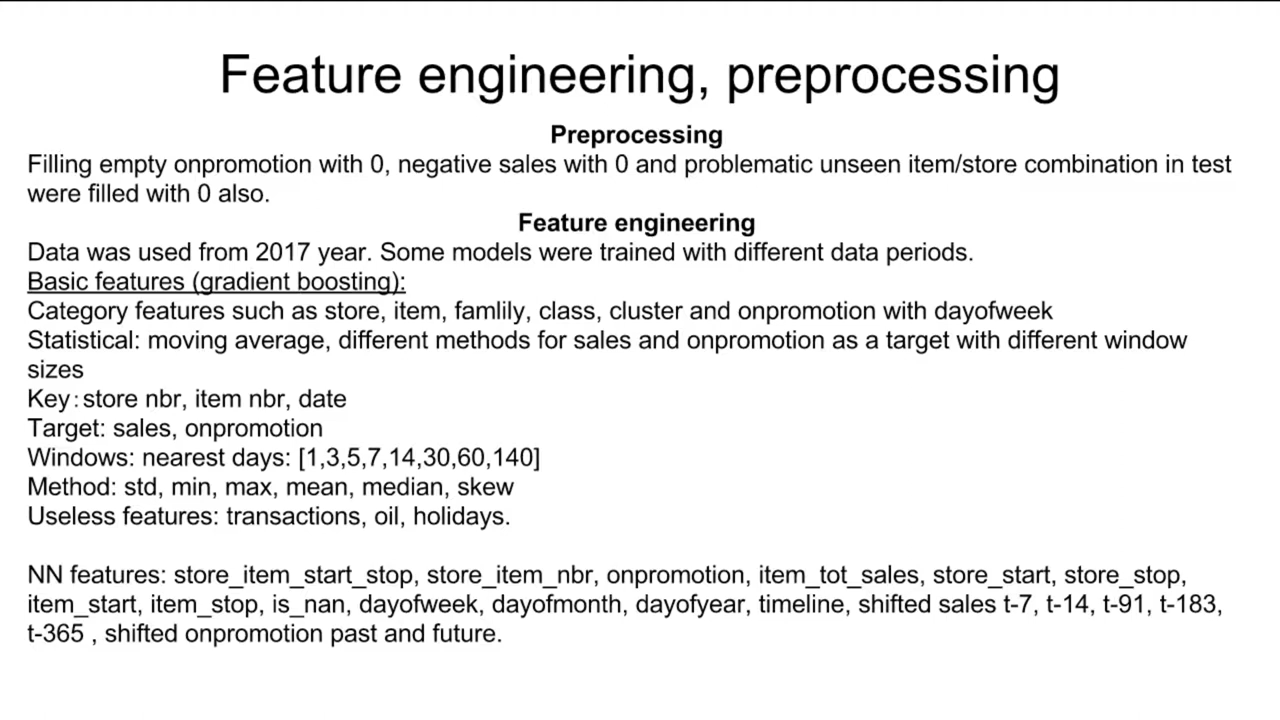 Feature engineering, preprocessing
Preprocessing
Filling empty onpromotion with 0, negative sales with 0 and problematic unseen item/store combination in test
were filled with 0 also.
Feature engineering
Data was used from 2017 year. Some models were trained with different data periods.
Basic features (gradient boosting):
Category features such as store, item, famlily, class, cluster and onpromotion with dayofweek
Statistical: moving average, different methods for sales and onpromotion as a target with different window
sizes
Key：store nbr, item nbr, date
Target: sales, onpromotion
Windows: nearest days: [1,3,5,7,14,30,60,140]
Method: std, min, max, mean, median, skew
Useless features: transactions, oil, holidays.
NN features: store_item_start_stop, store_item_nbr, onpromotion, item_tot_sales, store_start, store_stop,
item_start, item_stop, is_nan, dayofweek, dayofmonth, dayofyear, timeline, shifted sales t-7, t-14, t-91, t-183,
t-365 , shifted onpromotion past and future.